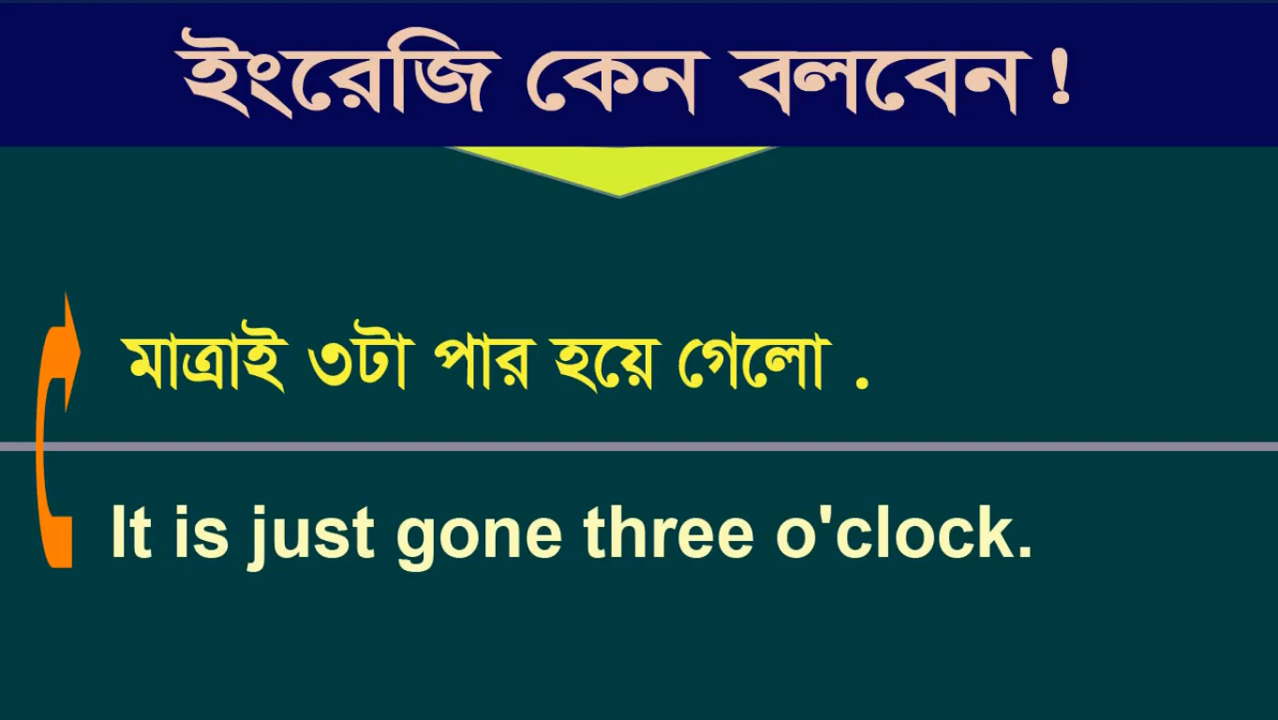 ইংরেজি কেন বলবেন!
মাত্রাই ৩টা পার হয়ে গেলো .
It is just gone three o'clock.